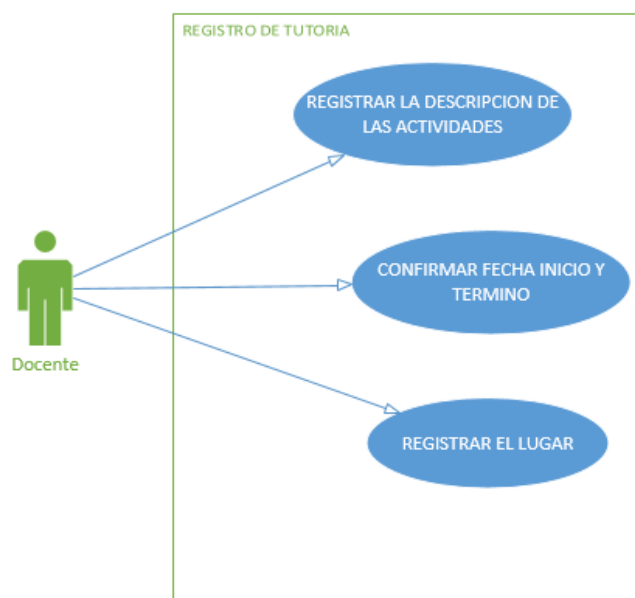 REGISTRO DE TUTORIA
REGISTRAR LA DESCRIPCION DE
LAS ACTIVIDADES
CONFIRMAR FECHA INICIO Y
TERMINO
Docente
REGISTRAR EL LUGAR